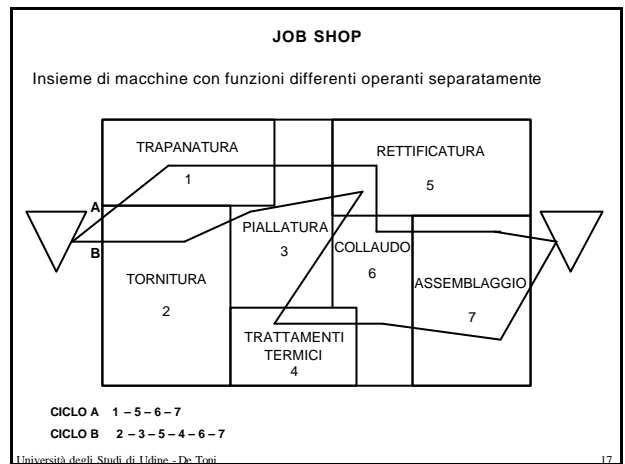 JOB SHOP
Insieme di macchine con funzioni differenti operanti separatamente
TRAPANATURA
1
RETTIFICATURA
5
A
B
PIALLATURA
3
COLLAUDO
6
TORNITURA
2
ASSEMBLAGGIO
7
TRATTAMENTI
TERMICI
4
CICLO A 1 – 5 – 6 – 7
CICLO B 2 – 3 – 5 – 4 – 6 – 7
Università degli Studi di Udine - De Toni
17